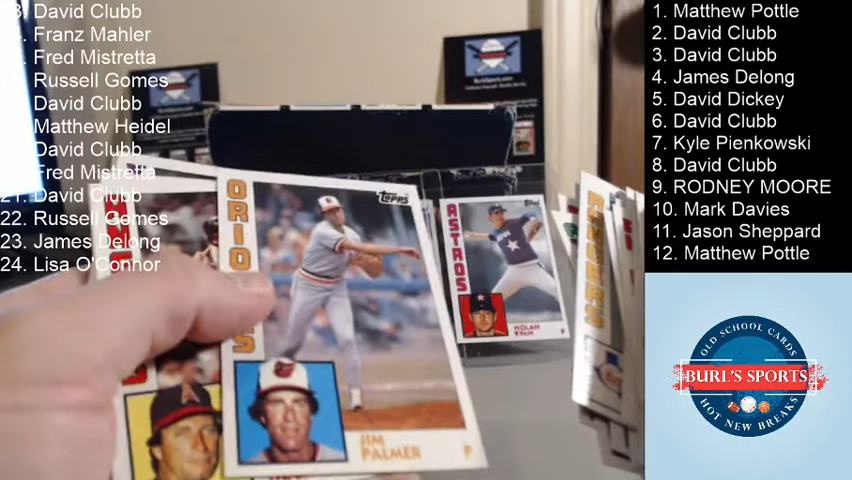 David Clubb
Franz Mahler
Fred Mistretta
Russell Gomes
David Clubb
Matthew Heidel
David Clubb
Fred Mistretta
21. David Clubb
22. Russell Gomes
23. James Delong
24. Lisa O'Connor
1. Matthew Pottle
2. David Clubb
3. David Clubb
4. James Delong
5. David Dickey
6. David Clubb
7. Kyle Pienkowski
8. David Clubb
9. RODNEY MOORE
10. Mark Davies
11. Jason Sheppard
12. Matthew Pottle
Topps
JIM
PALMER
P
ASTROS
Topps
NOLAN
RYAN
P
OLD SCHOOL CARDS
BURL'S SPORTS
HOT NEW BREAKS